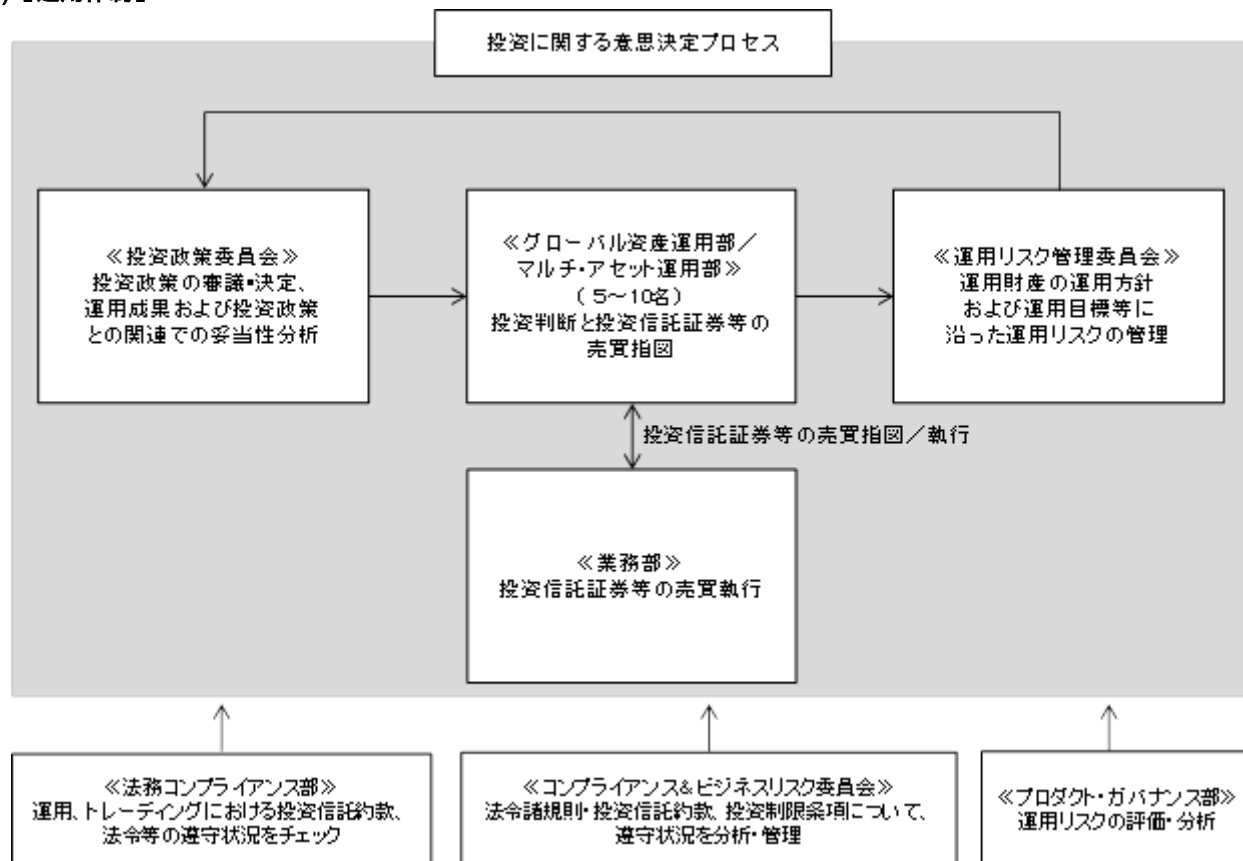 投資に関する意思決定プロセス
≪投資政策委員会≫
投資政策の審議・決定、
運用成果および投資政策
との関連での妥当性分析
≪グローバル資産運用部／
マルチ・アセット運用部≫
（5～10名）
投資判断と投資信託証券等の
売買指図
≪運用リスク管理委員会≫
運用財産の運用方針
および運用目標等に
沿った運用リスクの管理
投資信託証券等の売買指図／執行
≪業務部≫
投資信託証券等の売買執行
≪法務コンプライアンス部≫
運用、トレーディングにおける投資信託約款、
法令等の遵守状況をチェック
≪コンプライアンス&ビジネスリスク委員会≫
法令諸規則・投資信託約款、投資制限条項について、
遵守状況を分析・管理
≪プロダクト・ガバナンス部≫
運用リスクの評価・分析